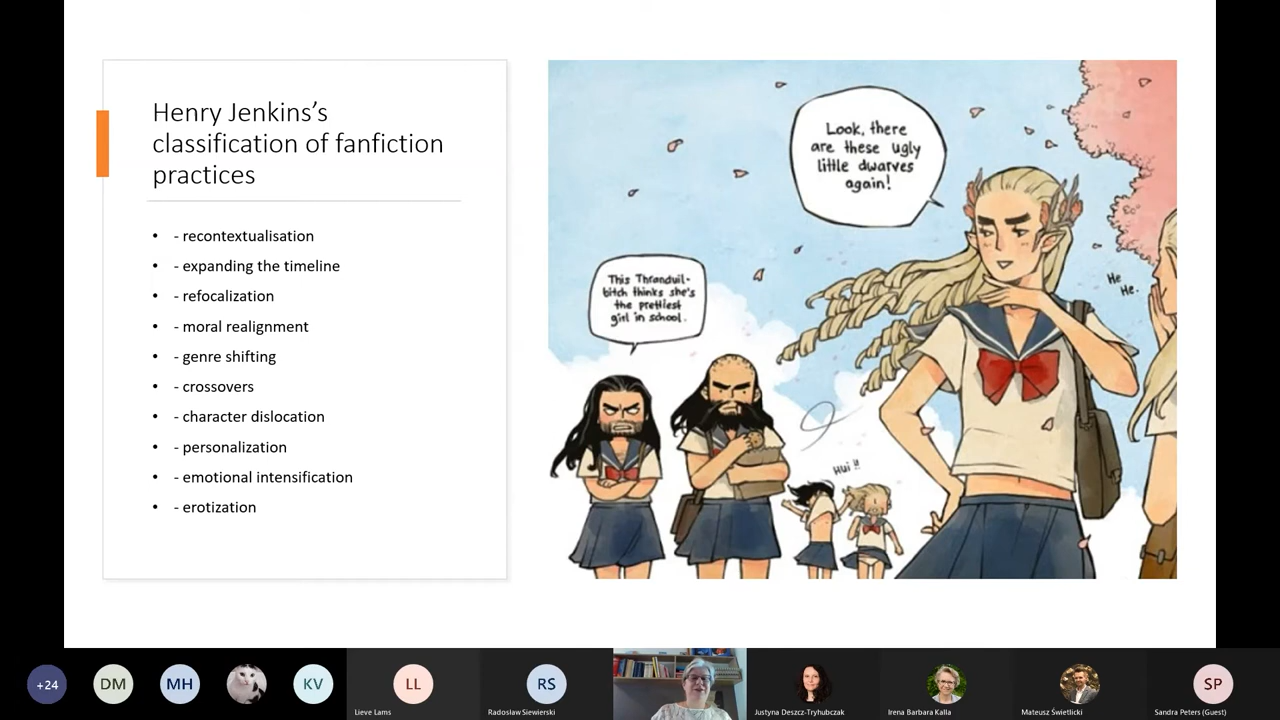 Henry Jenkins’s
classification of fanfiction
practices
• - recontextualisation
• - expanding the timeline
• - refocalization
• - moral realignment
• - genre shifting
• - crossovers
• - character dislocation
• - personalization
• - emotional intensification
• - erotization
Look, there
are these ugly
little dwarves
again!
This Thranduil-
bitch thinks she's
the prettiest
girl in school.
He
He.
Hui !!
+24
DM
MH
KV
LL
Lieve Lams
RS
Radosław Siewierski
Justyna Deszcz-Tryhubczak
Irena Barbara Kalla
Mateusz Świetlicki
SP
Sandra Peters (Guest)